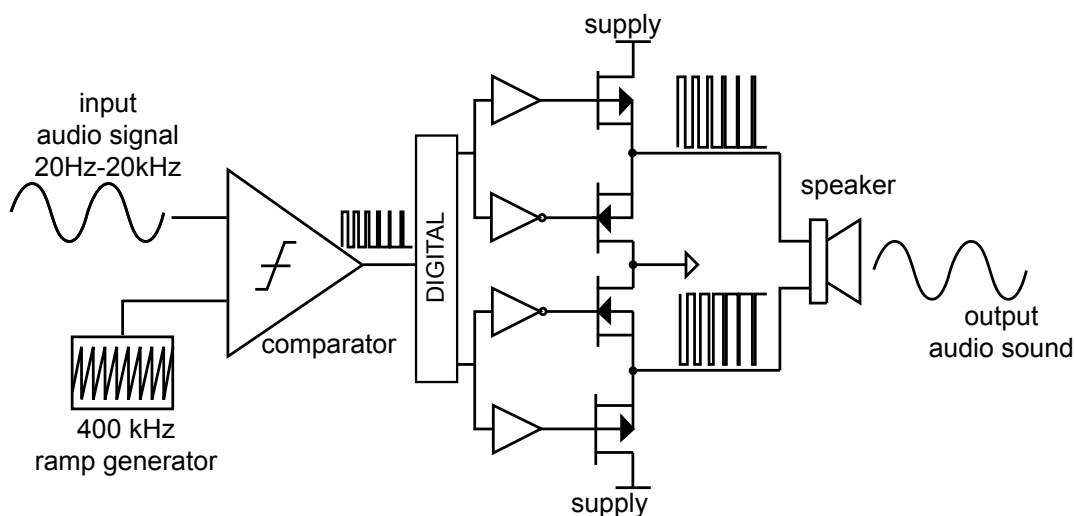 supply
input
audio signal
20Hz-20kHz
speaker
DIGITAL
comparator
output
audio sound
400 kHz
ramp generator
supply